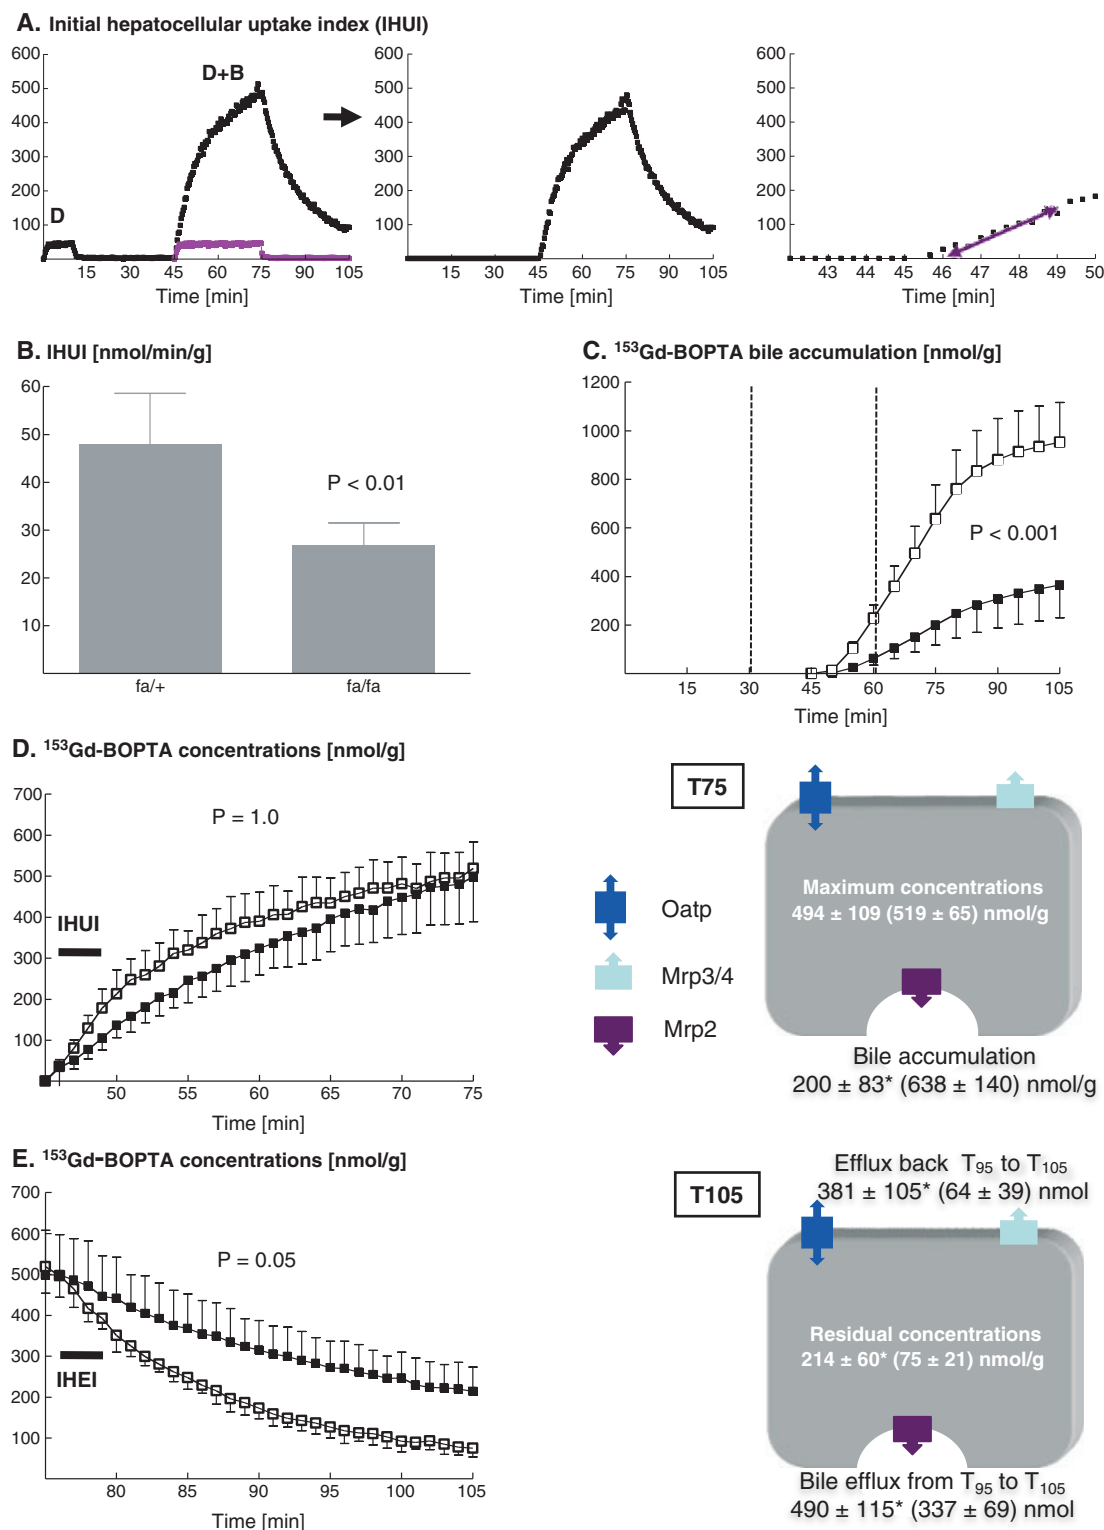 A. Initial hepatocellular uptake index (IHUI)
600
500
400
300
200
100
D+B
D
15 30 45 60 75 90 105
Time [min]
600
500
400
300
200
100
15 30 45 60 75 90 105
Time [min]
600
500
400
300
200
100
43 44 45 46 47 48 49 50
Time [min]
B. IHUI [nmol/min/g]
60
50
40
30
20
10
P < 0.01
fa/+ fa/fa
C. ¹⁵³Gd-BOPTA bile accumulation [nmol/g]
1200
1000
800
600
400
200
P < 0.001
15 30 45 60 75 90 105
Time [min]
D. ¹⁵³Gd-BOPTA concentrations [nmol/g]
700
600
500
400
300
200
100
P = 1.0
IHUI
50 55 60 65 70 75
Time [min]
T75
Oatp
Mrp3/4
Mrp2
Maximum concentrations
494 ± 109 (519 ± 65) nmol/g
Bile accumulation
200 ± 83* (638 ± 140) nmol/g
E. ¹⁵³Gd-BOPTA concentrations [nmol/g]
700
600
500
400
300
200
100
P = 0.05
IHEI
80 85 90 95 100 105
Time [min]
T105
Efflux back T₉₅ to T₁₀₅
381 ± 105* (64 ± 39) nmol
Residual concentrations
214 ± 60* (75 ± 21) nmol/g
Bile efflux from T₉₅ to T₁₀₅
490 ± 115* (337 ± 69) nmol